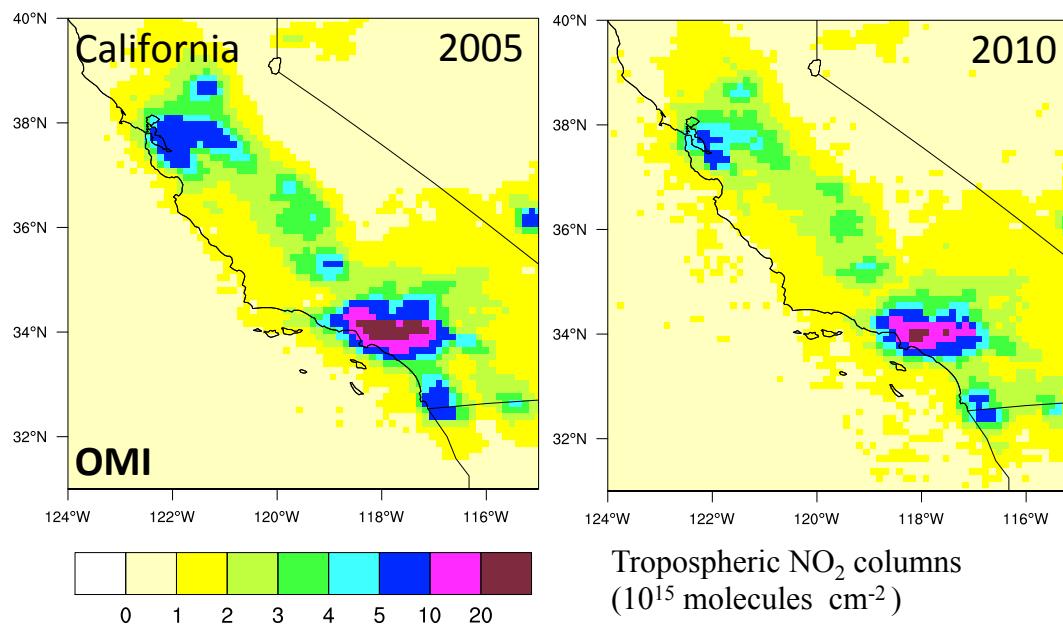 California 2005
2010
40°N
38°N
36°N
34°N
32°N
OMI
124°W 122°W 120°W 118°W 116°W
40°N
38°N
36°N
34°N
32°N
124°W 122°W 120°W 118°W 116°W
0 1 2 3 4 5 10 20
Tropospheric NO₂ columns
(10¹⁵ molecules cm⁻²)